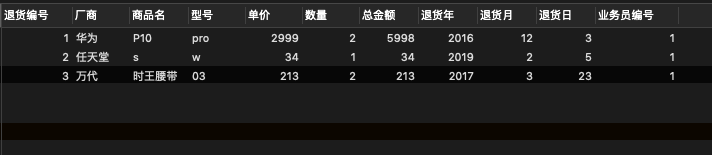 退货编号 厂商 商品名 型号 单价 数量 总金额 退货年 退货月 退货日 业务员编号
1 华为 P10 pro 2999 2 5998 2016 12 3 1
2 任天堂 s w 34 1 34 2019 2 5 1
3 万代 时王腰带 03 213 2 213 2017 3 23 1